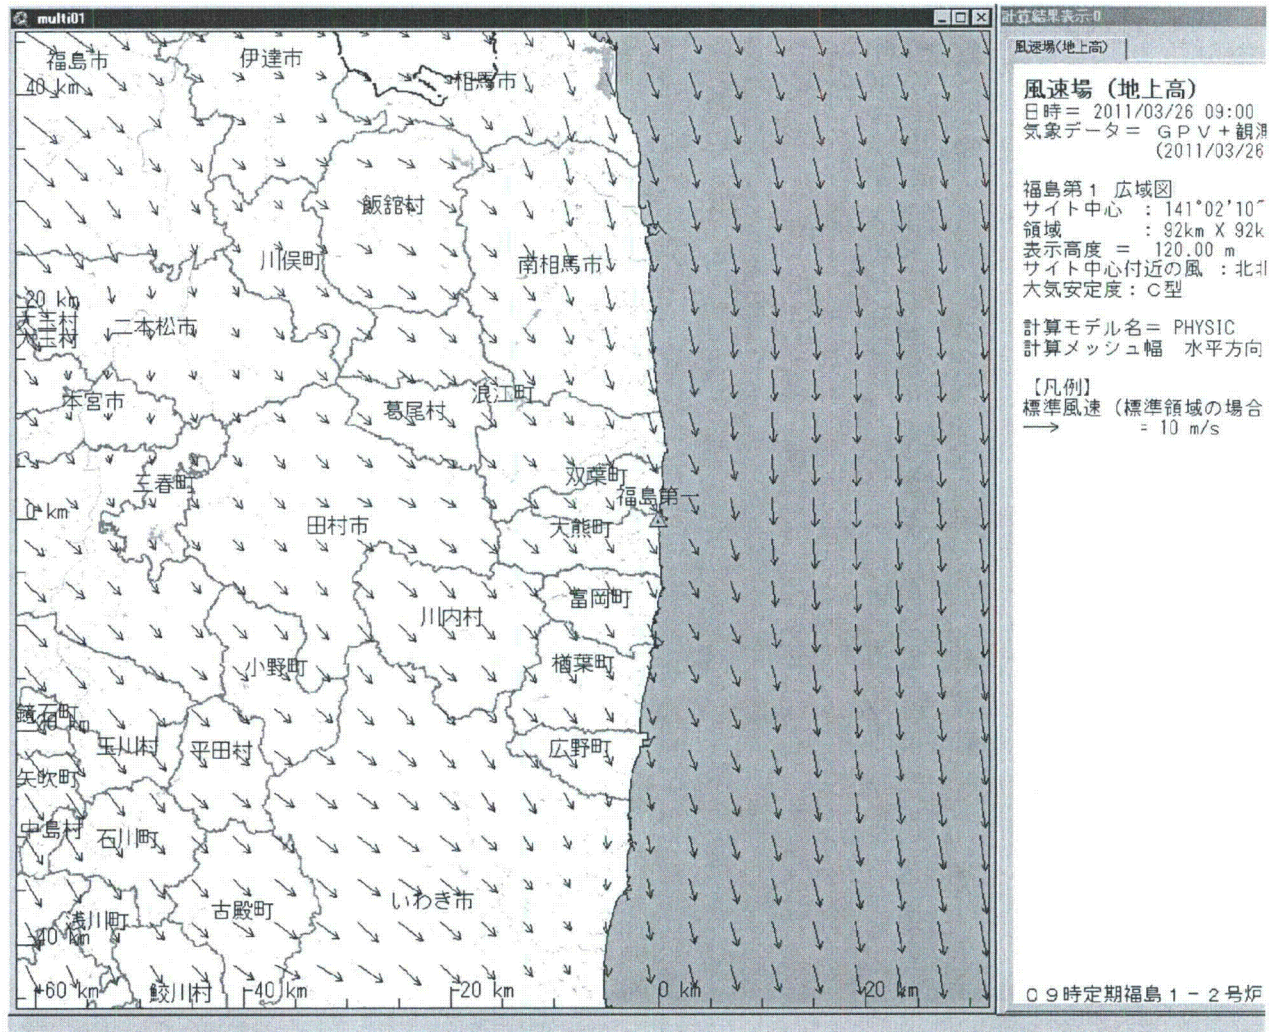 multi01
福島市
伊達市
相馬市
40 km
飯舘村
川俣町
南相馬市
20 km
大玉村
大玉村
二本松市
本宮市
葛尾村
浪江町
三春町
双葉町
福島第一
0 km
田村市
大熊町
富岡町
川内村
小野町
楢葉町
鏡石町
玉川村
平田村
広野町
矢吹町
中島村
石川町
いわき市
浅川町
古殿町
-40 km
鮫川村
-60 km
-40 km
-20 km
0 km
20 km
計算結果表示:0
風速場(地上高)
風速場（地上高）
日時＝ 2011/03/26 09:00
気象データ＝ ＧＰＶ＋観測
(2011/03/26
福島第１ 広域図
サイト中心 ： 141°02'10"
領域 ： 92km X 92k
表示高度 ＝ 120.00 m
サイト中心付近の風 ：北北
大気安定度：Ｃ型
計算モデル名＝ PHYSIC
計算メッシュ幅 水平方向
【凡例】
標準風速（標準領域の場合
＝ 10 m/s
０９時定期福島１－２号炉